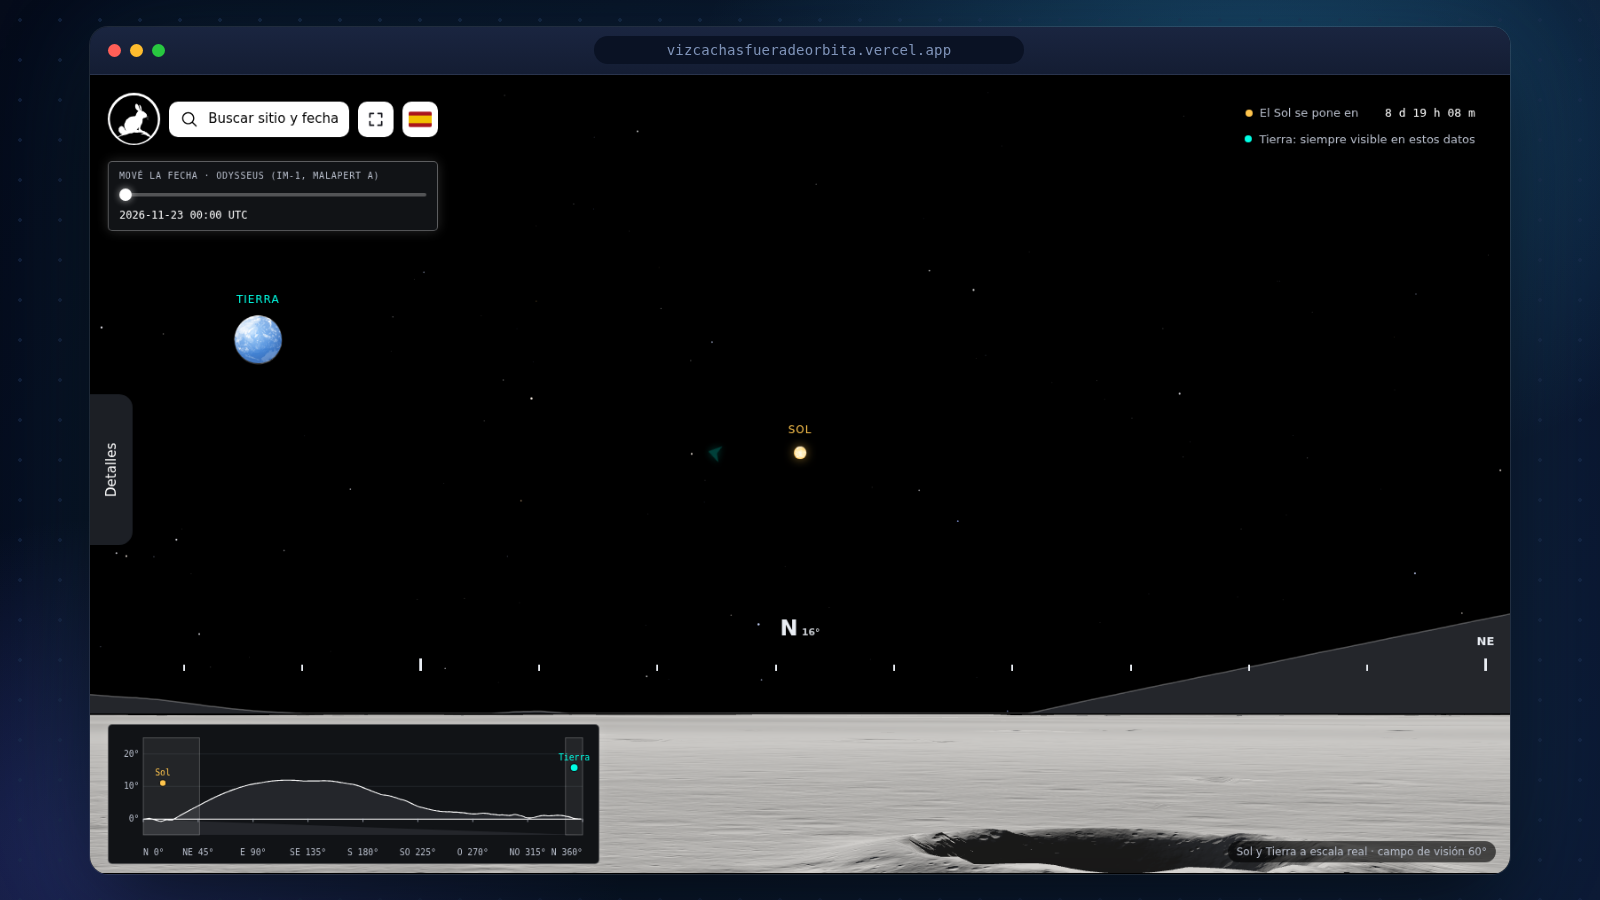 vizcachasfueradeorbita.vercel.app
Buscar sitio y fecha
El Sol se pone en 8 d 19 h 08 m
Tierra: siempre visible en estos datos
MOVÉ LA FECHA · ODYSSEUS (IM-1, MALAPERT A)
2026-11-23 00:00 UTC
TIERRA
SOL
Detalles
N 16°
NE
20°
10°
0°
Sol
Tierra
N 0° NE 45° E 90° SE 135° S 180° SO 225° O 270° NO 315° N 360°
Sol y Tierra a escala real · campo de visión 60°